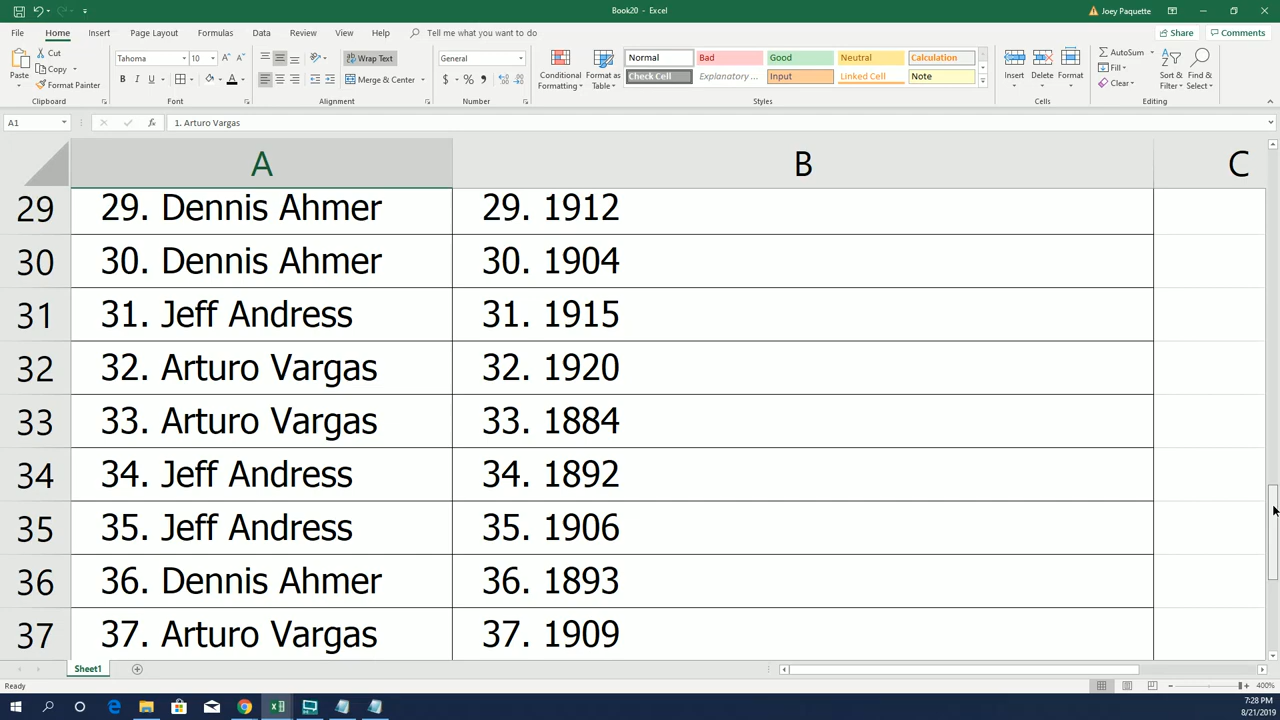 Book20 - Excel
Joey Paquette
File Home Insert Page Layout Formulas Data Review View Help Tell me what you want to do Share Comments
Paste Cut Copy Format Painter Clipboard
Tahoma 10 B I U A Font
Wrap Text Merge & Center Alignment
General $ % Number
Conditional Formatting Format as Table
Normal Bad Good Neutral Calculation
Check Cell Explanatory ... Input Linked Cell Note
Styles
Insert Delete Format Cells
AutoSum Fill Clear Sort & Filter Find & Select Editing
A1 fx 1. Arturo Vargas
A B C
29 29. Dennis Ahmer 29. 1912
30 30. Dennis Ahmer 30. 1904
31 31. Jeff Andress 31. 1915
32 32. Arturo Vargas 32. 1920
33 33. Arturo Vargas 33. 1884
34 34. Jeff Andress 34. 1892
35 35. Jeff Andress 35. 1906
36 36. Dennis Ahmer 36. 1893
37 37. Arturo Vargas 37. 1909
Sheet1
Ready 400%
7:28 PM
8/21/2019